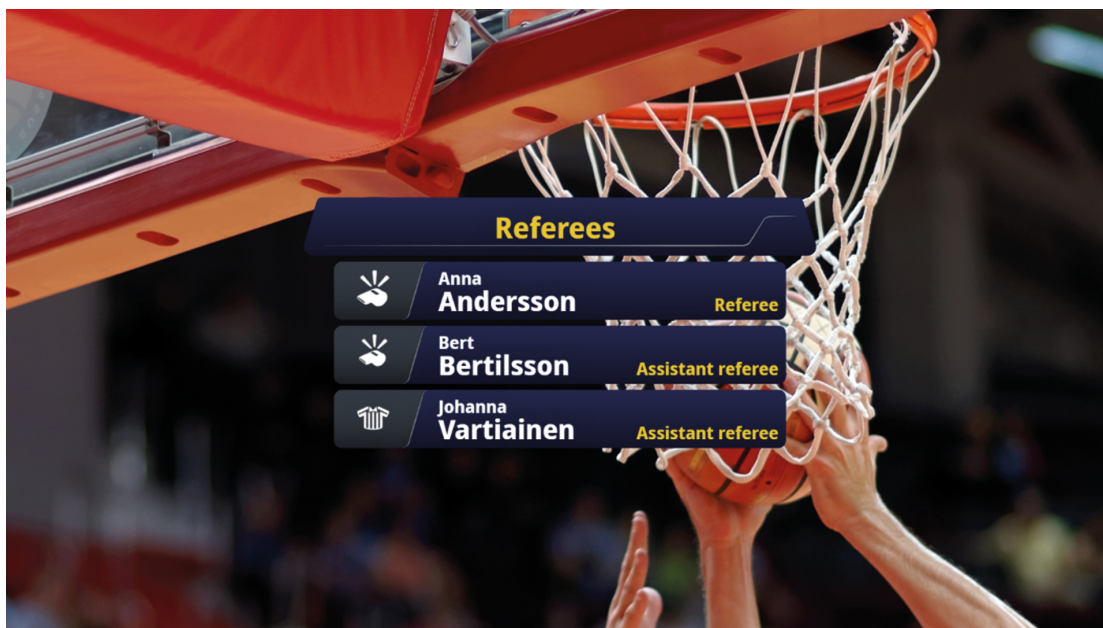 Referees
Anna
Andersson
Referee
Bert
Bertilsson
Assistant referee
Johanna
Vartiainen
Assistant referee